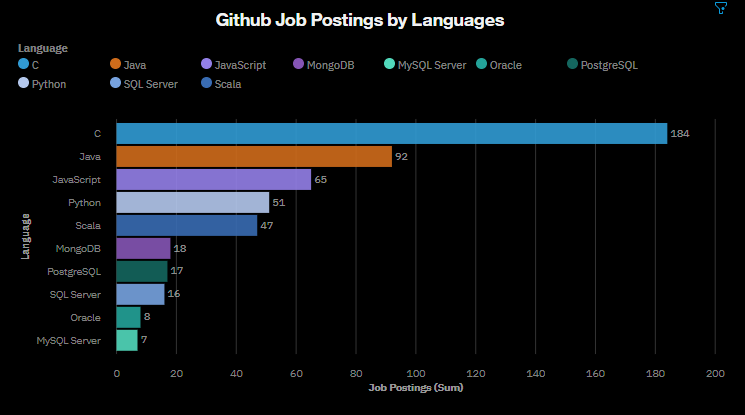 Github Job Postings by Languages
Language
C Java JavaScript MongoDB MySQL Server Oracle PostgreSQL
Python SQL Server Scala
C 184
Java 92
JavaScript 65
Python 51
Scala 47
MongoDB 18
PostgreSQL 17
SQL Server 16
Oracle 8
MySQL Server 7
Language
0 20 40 60 80 100 120 140 160 180 200
Job Postings (Sum)